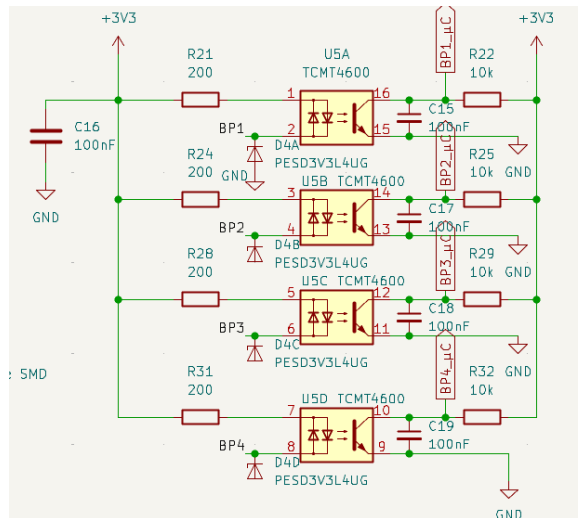 +3V3
+3V3
R21
200
U5A
TCMT4600
BP1_µC
R22
10k
1
16
C15
100nF
C16
100nF
BP1
2
15
D4A
PESD3V3L4UG
GND
GND
GND
R24
200
U5B TCMT4600
BP2_µC
R25
10k
3
14
C17
100nF
BP2
4
13
D4B
PESD3V3L4UG
GND
R28
200
U5C TCMT4600
BP3_µC
R29
10k
5
12
C18
100nF
BP3
6
11
D4C
PESD3V3L4UG
GND
SMD
R31
200
U5D TCMT4600
BP4_µC
R32
10k
7
10
C19
100nF
BP4
8
9
D4D
PESD3V3L4UG
GND